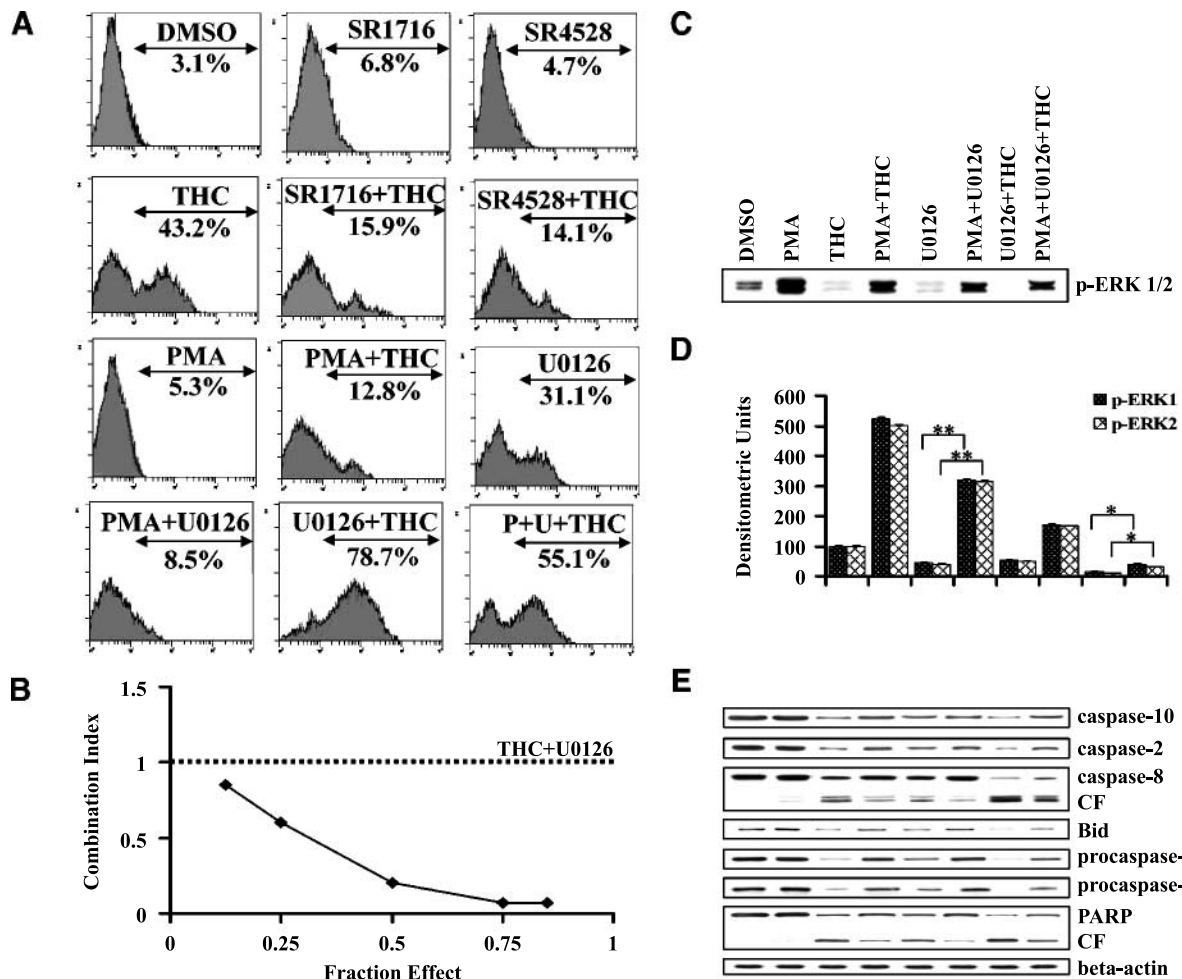 A
DMSO
3.1%
SR1716
6.8%
SR4528
4.7%
THC
43.2%
SR1716+THC
15.9%
SR4528+THC
14.1%
PMA
5.3%
PMA+THC
12.8%
U0126
31.1%
PMA+U0126
8.5%
U0126+THC
78.7%
P+U+THC
55.1%
B
Combination Index
1.5
1
0.5
0
THC+U0126
0
0.25
0.5
0.75
1
Fraction Effect
C
DMSO
PMA
THC
PMA+THC
U0126
PMA+U0126
U0126+THC
PMA+U0126+THC
p-ERK 1/2
D
Densitometric Units
600
500
400
300
200
100
0
p-ERK1
p-ERK2
**
**
*
*
E
caspase-10
caspase-2
caspase-8
CF
Bid
procaspase-
procaspase-
PARP
CF
beta-actin